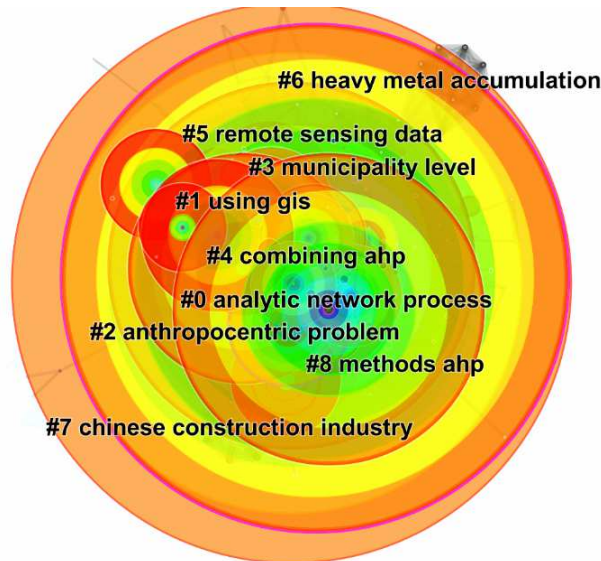 #6 heavy metal accumulation
#5 remote sensing data
#3 municipality level
#1 using gis
#4 combining ahp
#0 analytic network process
#2 anthropocentric problem
#8 methods ahp
#7 chinese construction industry